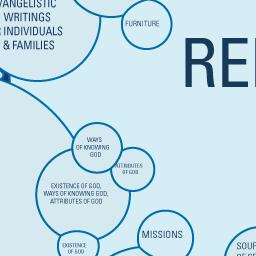 VANGELISTIC
WRITINGS
INDIVIDUALS
& FAMILIES
FURNITURE
RE
WAYS
OF KNOWING
GOD
ATTRIBUTES
OF GOD
EXISTENCE OF GOD,
WAYS OF KNOWING GOD,
ATTRIBUTES OF GOD
EXISTENCE
OF GOD
MISSIONS
SOUR